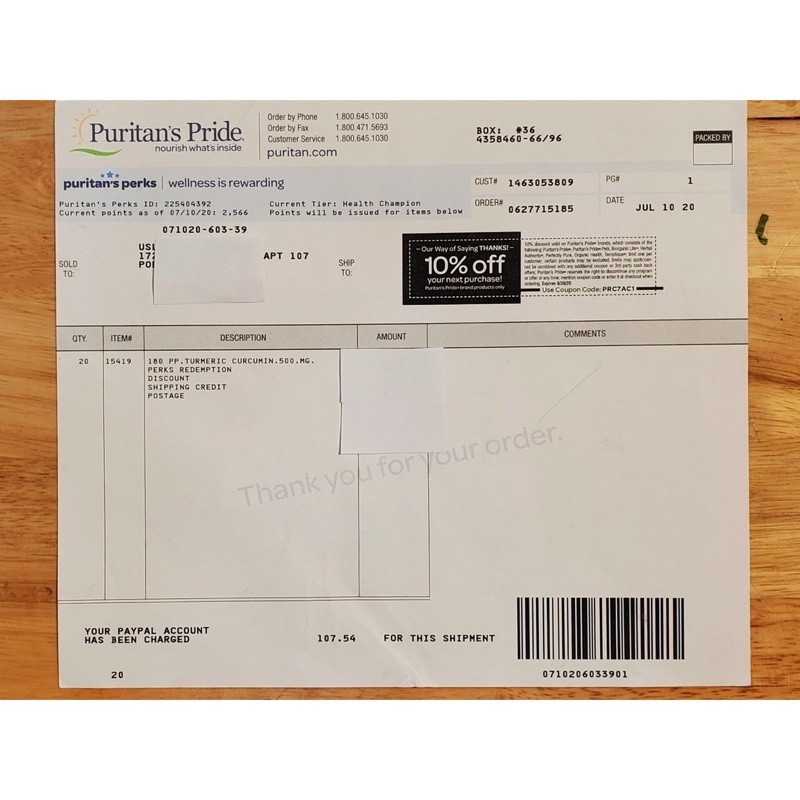 Puritan's Pride
nourish what's inside
Order by Phone 1.800.645.1030
Order by Fax 1.800.471.5693
Customer Service 1.800.645.1030
puritan.com
BOX: #36
4358460-66/96
PACKED BY
puritan's perks | wellness is rewarding
CUST# 1463053809
PG# 1
Puritan's Perks ID: 225404392
Current points as of 07/10/20: 2,566
Current Tier: Health Champion
Points will be issued for items below
ORDER# 0627715185
DATE JUL 10 20
071020-603-39
SOLD TO:
USL
172 APT 107
POI
SHIP TO:
- Our Way of Saying THANKS! -
10% off
your next purchase!
Puritan's Pride brand products only
Use Coupon Code: PRC7AC1
QTY. ITEM# DESCRIPTION AMOUNT COMMENTS
20 15419 180 PP.TURMERIC CURCUMIN.500.MG.
PERKS REDEMPTION
DISCOUNT
SHIPPING CREDIT
POSTAGE
Thank you for your order.
YOUR PAYPAL ACCOUNT
HAS BEEN CHARGED 107.54 FOR THIS SHIPMENT
20
0710206033901